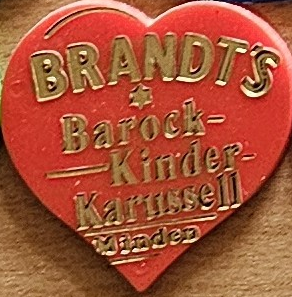 BRANDT'S
Barock-
Kinder-
Karussell
Minden